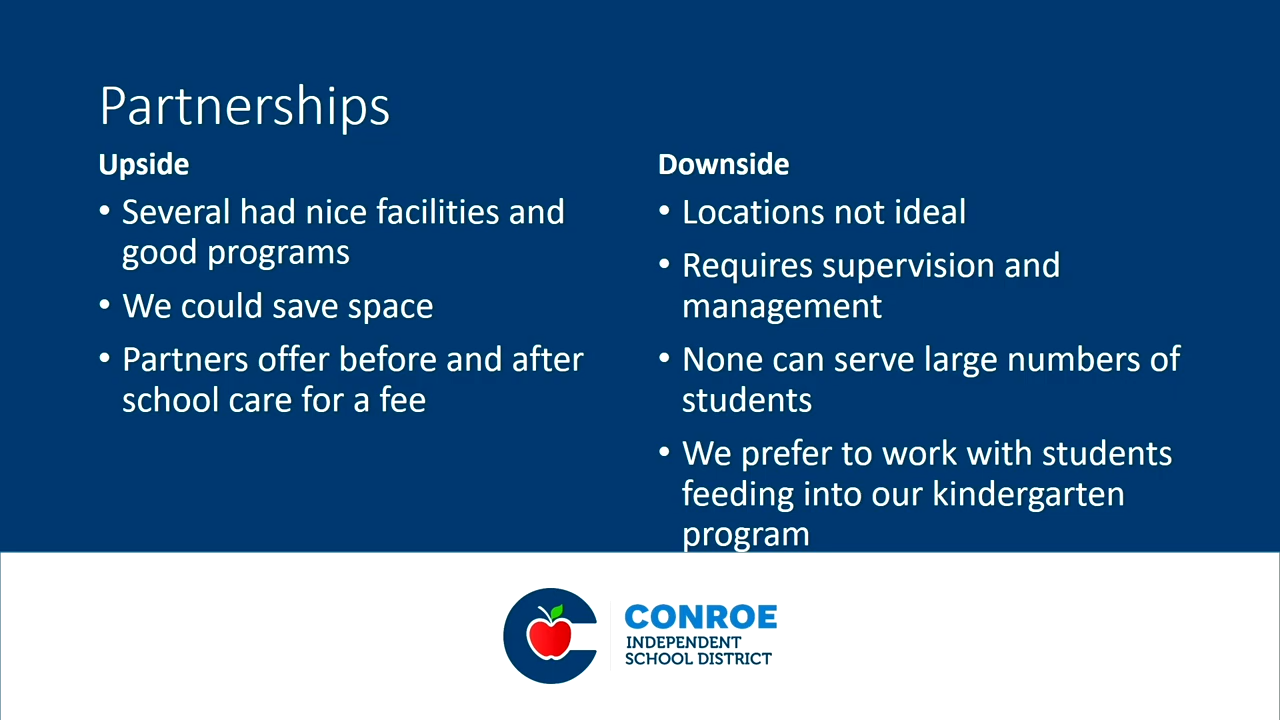 Partnerships
Upside
• Several had nice facilities and
good programs
• We could save space
• Partners offer before and after
school care for a fee
Downside
• Locations not ideal
• Requires supervision and
management
• None can serve large numbers of
students
• We prefer to work with students
feeding into our kindergarten
program
CONROE
INDEPENDENT
SCHOOL DISTRICT